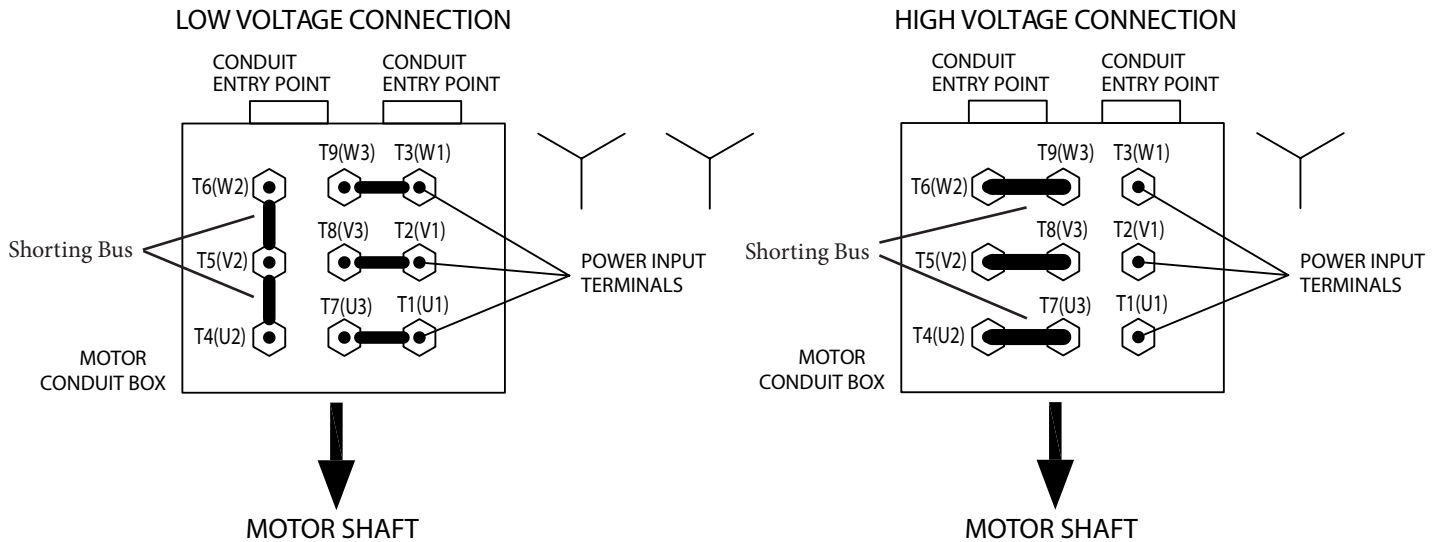 LOW VOLTAGE CONNECTION
CONDUIT
ENTRY POINT
CONDUIT
ENTRY POINT
T9(W3) T3(W1)
T6(W2)
T8(V3) T2(V1)
Shorting Bus
T5(V2)
POWER INPUT
TERMINALS
T7(U3) T1(U1)
T4(U2)
MOTOR
CONDUIT BOX
MOTOR SHAFT
HIGH VOLTAGE CONNECTION
CONDUIT
ENTRY POINT
CONDUIT
ENTRY POINT
T9(W3) T3(W1)
T6(W2)
T8(V3) T2(V1)
Shorting Bus
T5(V2)
POWER INPUT
TERMINALS
T7(U3) T1(U1)
T4(U2)
MOTOR
CONDUIT BOX
MOTOR SHAFT